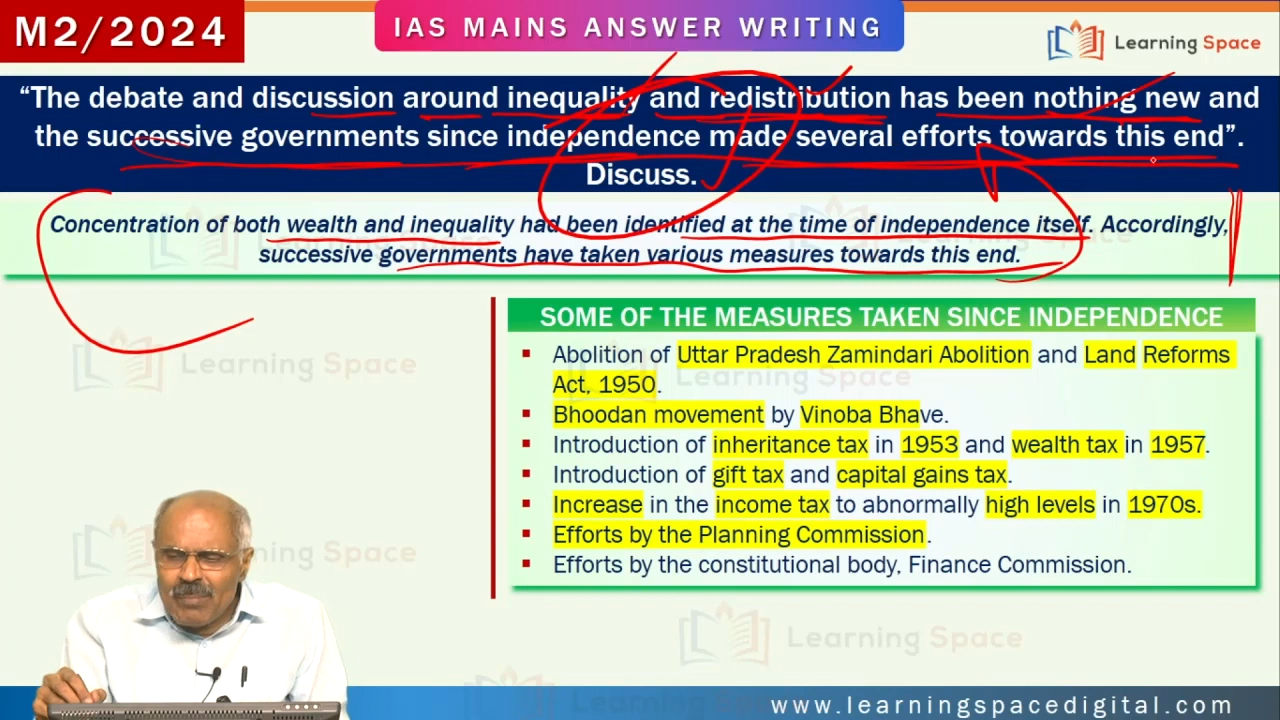 M2/2024
IAS MAINS ANSWER WRITING
Learning Space
“The debate and discussion around inequality and redistribution has been nothing new and
the successive governments since independence made several efforts towards this end”.
Discuss.
Concentration of both wealth and inequality had been identified at the time of independence itself. Accordingly,
successive governments have taken various measures towards this end.
SOME OF THE MEASURES TAKEN SINCE INDEPENDENCE
▪ Abolition of Uttar Pradesh Zamindari Abolition and Land Reforms
Act, 1950.
▪ Bhoodan movement by Vinoba Bhave.
▪ Introduction of inheritance tax in 1953 and wealth tax in 1957.
▪ Introduction of gift tax and capital gains tax.
▪ Increase in the income tax to abnormally high levels in 1970s.
▪ Efforts by the Planning Commission.
▪ Efforts by the constitutional body, Finance Commission.
Learning Space
Learning Space
Learning Space
www.learningspacedigital.com